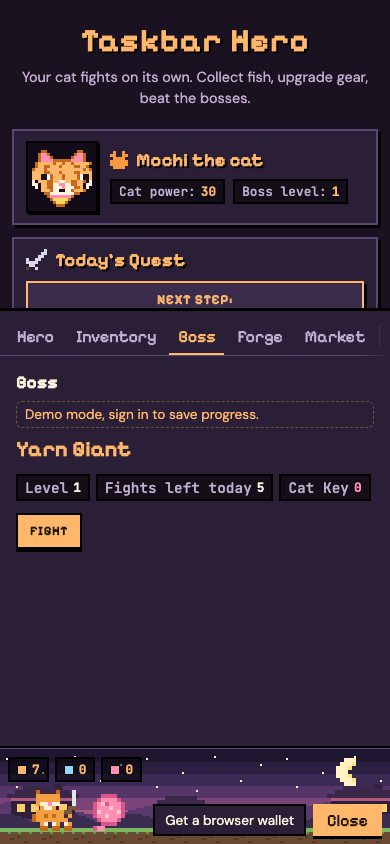 Taskbar Hero
Your cat fights on its own. Collect fish, upgrade gear,
beat the bosses.
Mochi the cat
Cat power: 30
Boss level: 1
Today's Quest
NEXT STEP:
Hero
Inventory
Boss
Forge
Market
Boss
Demo mode, sign in to save progress.
Yarn Giant
Level 1
Fights left today 5
Cat Key 0
FIGHT
7
0
0
Get a browser wallet
Close